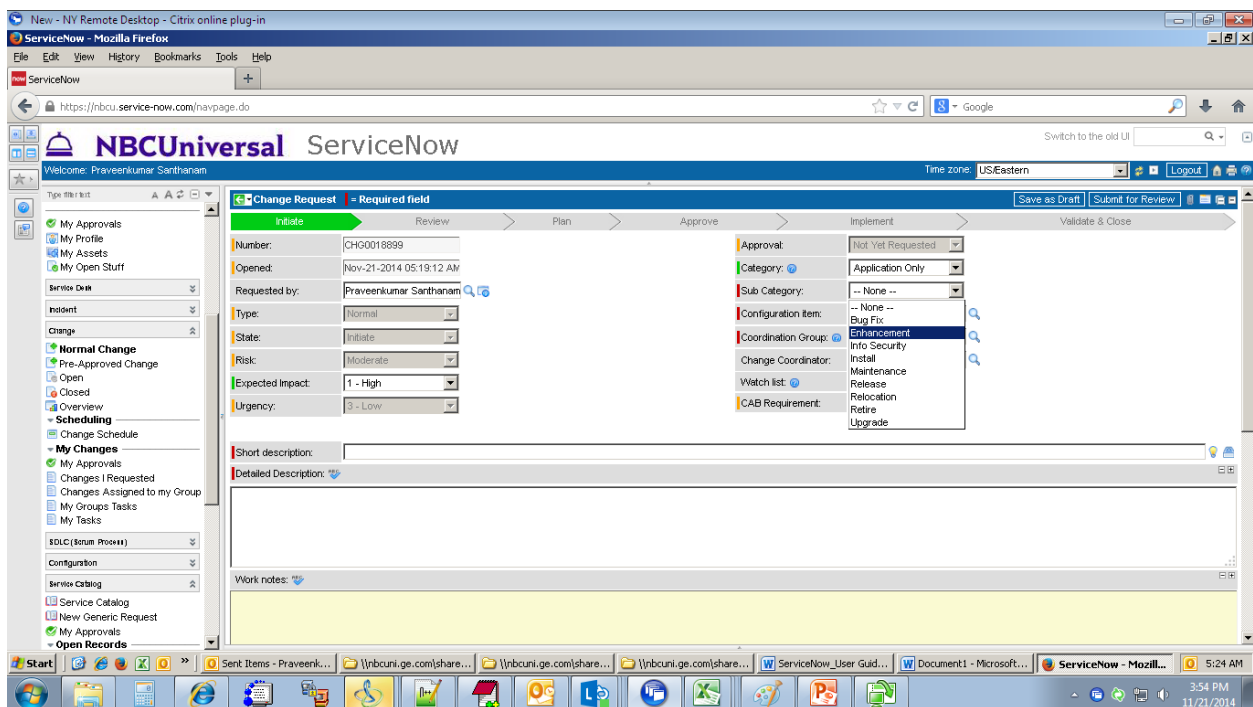 New - NY Remote Desktop - Citrix online plug-in
ServiceNow - Mozilla Firefox
File Edit View History Bookmarks Tools Help
now ServiceNow +
https://nbcu.service-now.com/navpage.do 8 Google
NBCUniversal ServiceNow Switch to the old UI
Welcome: Praveenkumar Santhanam Time zone: US/Eastern Logout
Type filter text A A
Change Request = Required field Save as Draft Submit for Review
Initiate Review Plan Approve Implement Validate & Close
My Approvals
My Profile
My Assets
My Open Stuff
Service Desk
Incident
Change
Normal Change
Pre-Approved Change
Open
Closed
Overview
Scheduling
Change Schedule
My Changes
My Approvals
Changes I Requested
Changes Assigned to my Group
My Groups Tasks
My Tasks
SDLC (Scrum Process)
Configuration
Service Catalog
Service Catalog
New Generic Request
My Approvals
Open Records
Number: CHG0018899
Opened: Nov-21-2014 05:19:12 AM
Requested by: Praveenkumar Santhanam
Type: Normal
State: Initiate
Risk: Moderate
Expected Impact: 1 - High
Urgency: 3 - Low
Approval: Not Yet Requested
Category: Application Only
Sub Category: -- None --
Configuration item:
Coordination Group:
Change Coordinator:
Watch list:
CAB Requirement:
-- None --
Bug Fix
Enhancement
Info Security
Install
Maintenance
Release
Relocation
Retire
Upgrade
Short description:
Detailed Description:
Work notes:
Start Sent Items - Praveenk... \\nbcuni.ge.com\share... \\nbcuni.ge.com\share... \\nbcuni.ge.com\share... ServiceNow_User Guid... Document1 - Microsoft... ServiceNow - Mozill... 5:24 AM
3:54 PM
11/21/2014